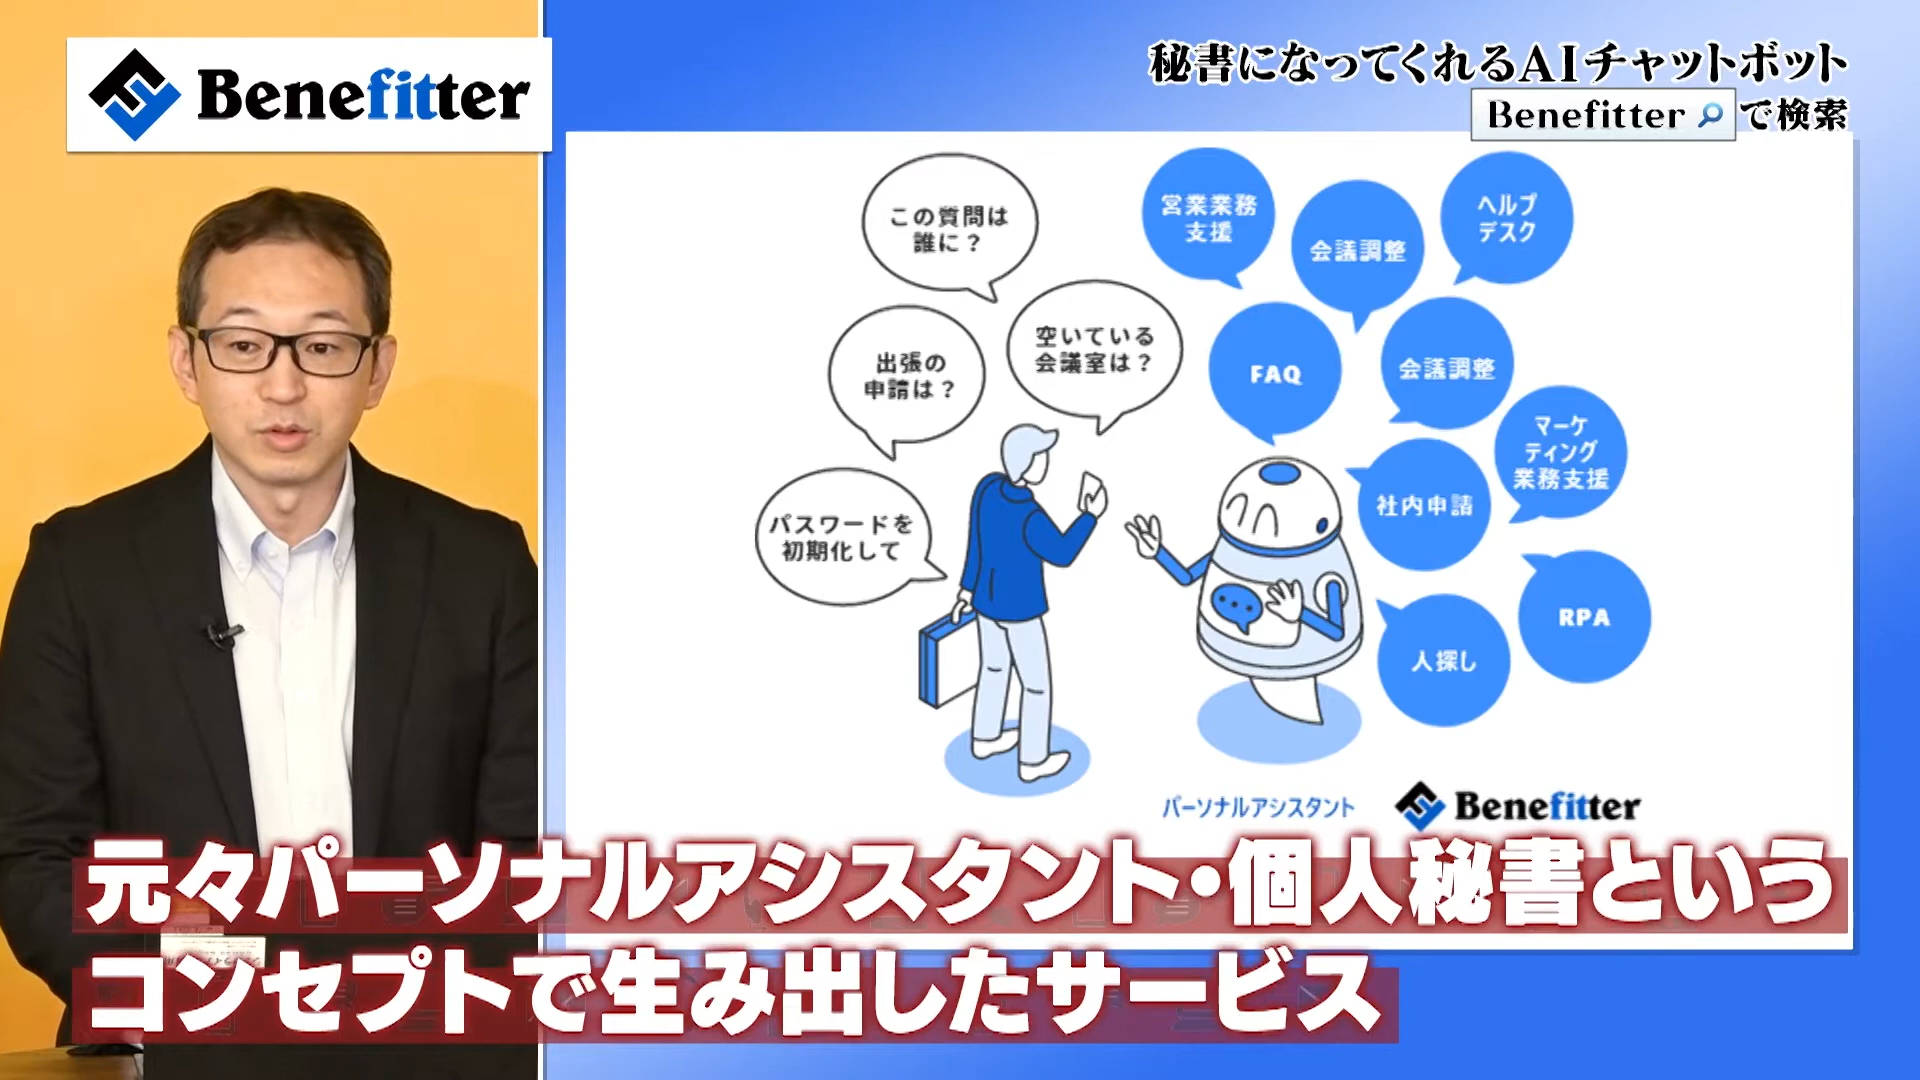 Benefitter
秘書になってくれるAIチャットボット
Benefitter で検索
この質問は
誰に？
出張の
申請は？
空いている
会議室は？
パスワードを
初期化して
営業業務
支援
会議調整
ヘルプ
デスク
FAQ
会議調整
マーケ
ティング
業務支援
社内申請
人探し
RPA
パーソナルアシスタント
Benefitter
元々パーソナルアシスタント・個人秘書という
コンセプトで生み出したサービス